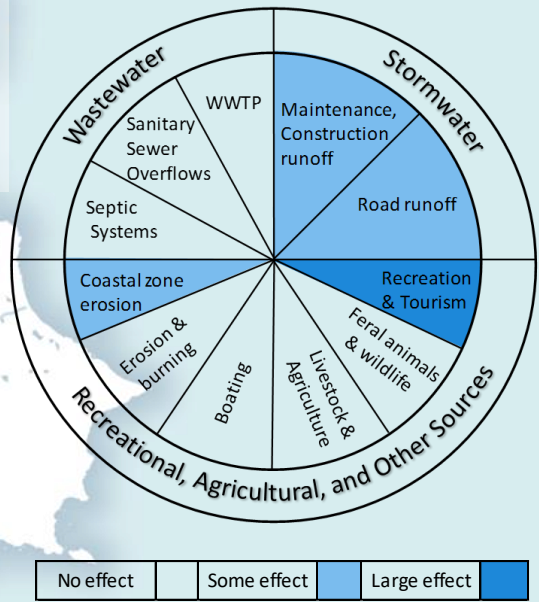 Wastewater
Stormwater
WWTP
Sanitary
Sewer
Overflows
Septic
Systems
Maintenance,
Construction
runoff
Road runoff
Coastal zone
erosion
Recreation
& Tourism
Erosion &
burning
Boating
Livestock &
Agriculture
Feral animals
& wildlife
Recreational, Agricultural, and Other Sources
No effect
Some effect
Large effect